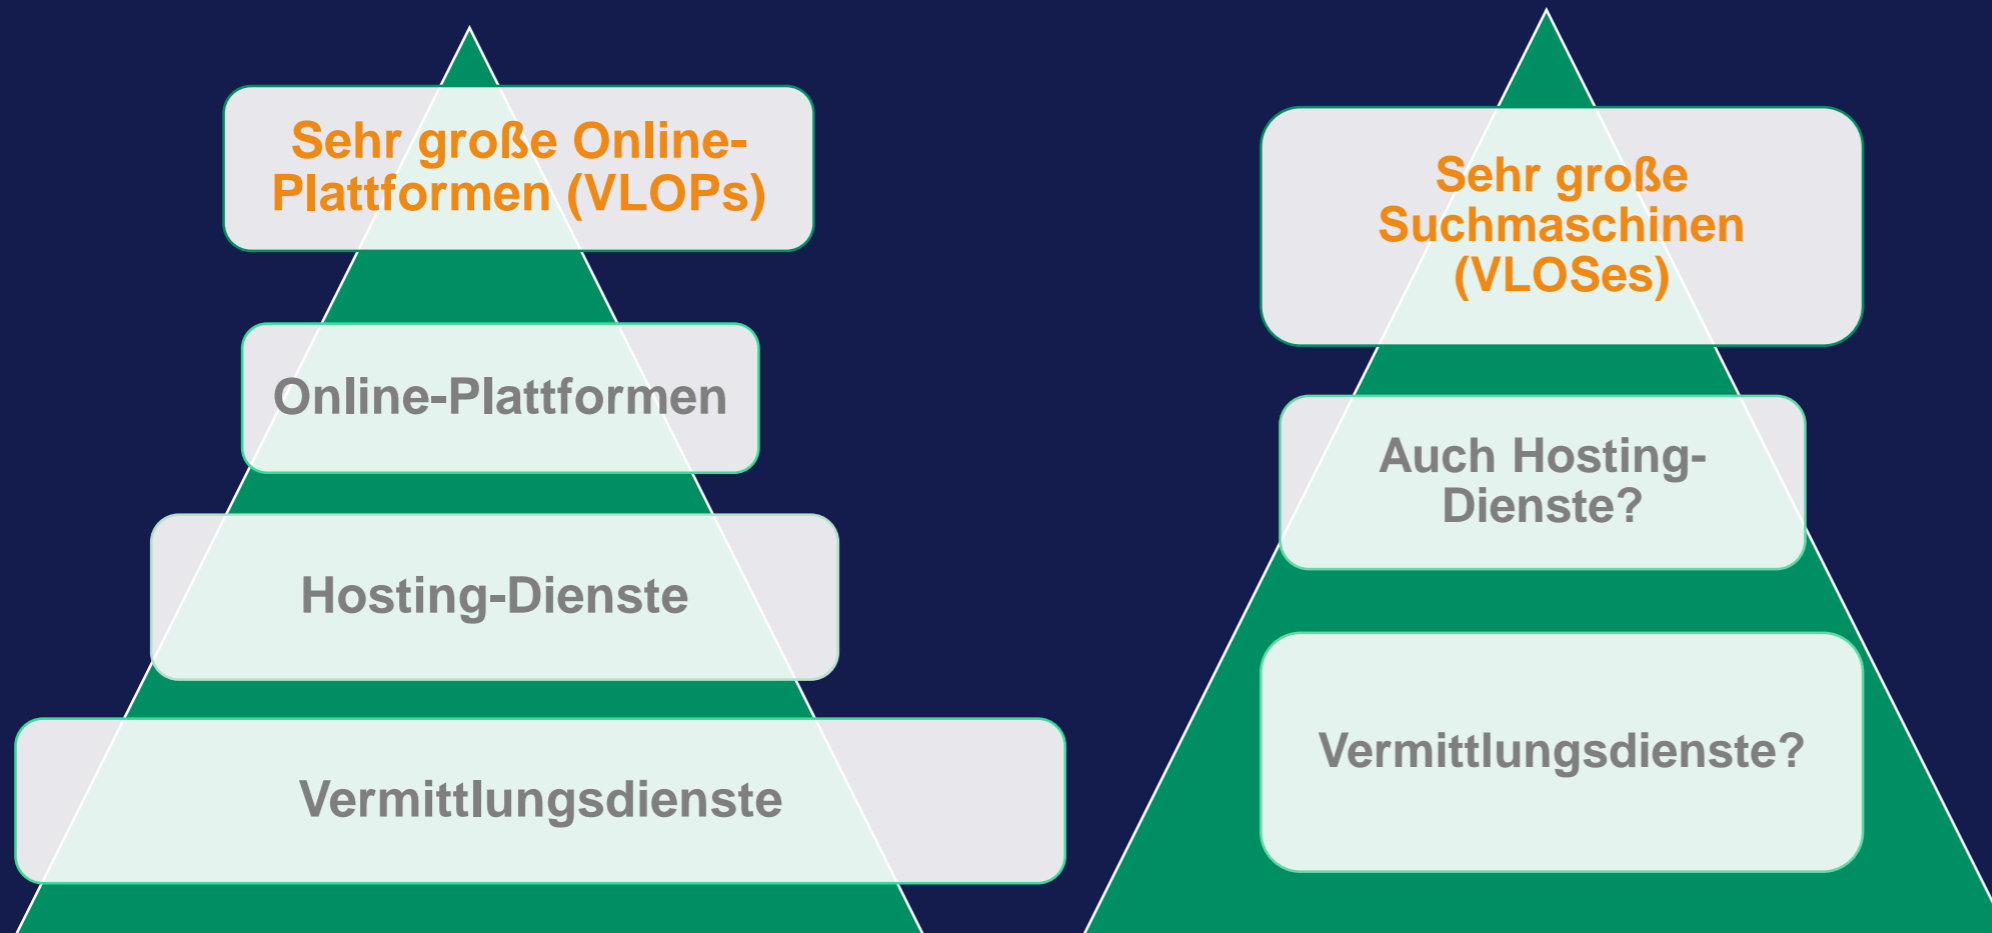 Sehr große Online-
Plattformen (VLOPs)
Online-Plattformen
Hosting-Dienste
Vermittlungsdienste
Sehr große
Suchmaschinen
(VLOSes)
Auch Hosting-
Dienste?
Vermittlungsdienste?